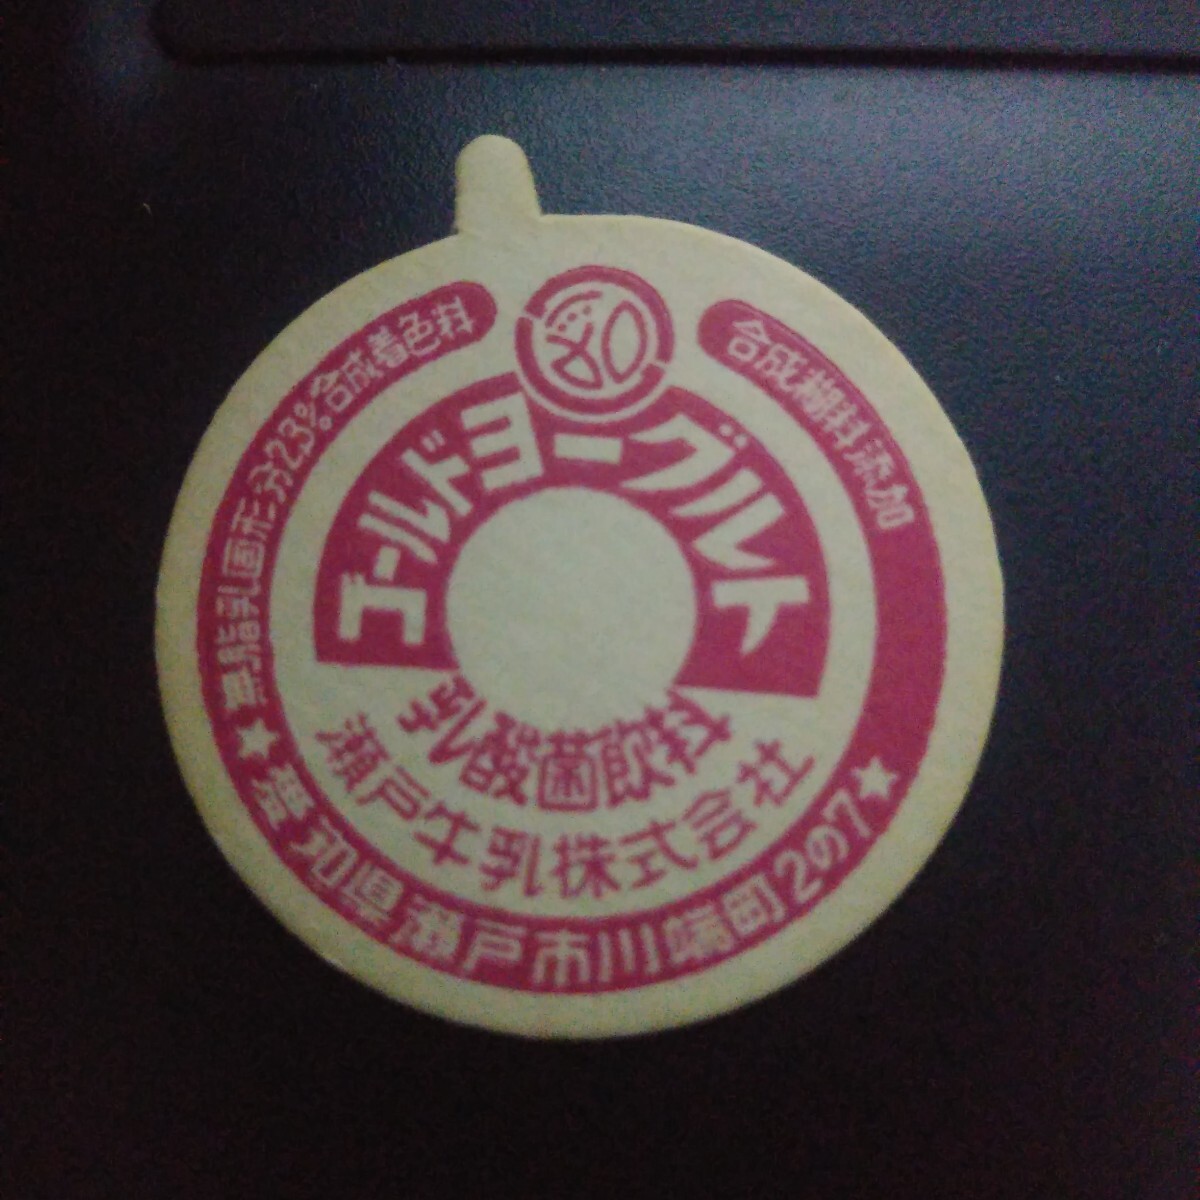 無脂乳固形分2.3%合成着色料
合成糊料添加
ゴールドヨーグルト
乳酸菌飲料
瀬戸牛乳株式会社
★愛知県瀬戸市川端町2の7★